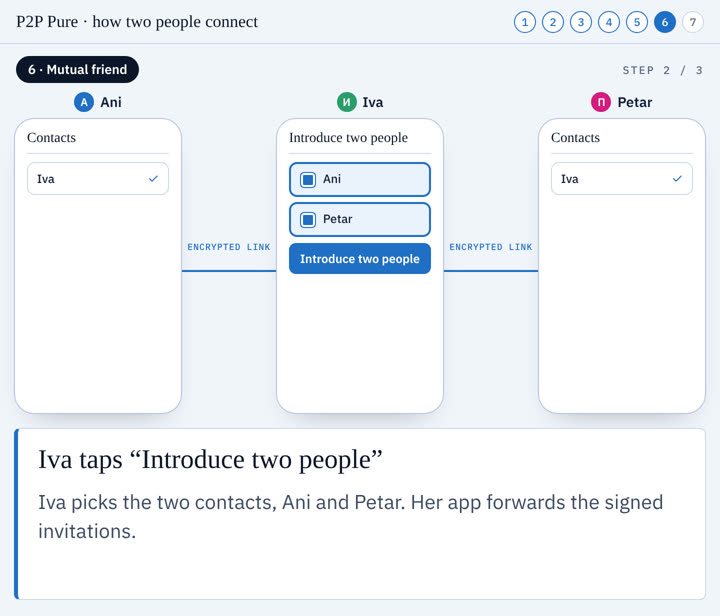 P2P Pure · how two people connect
1 2 3 4 5 6 7
6 · Mutual friend
STEP 2 / 3
А Ani
И Iva
П Petar
Contacts
Iva
Introduce two people
Ani
Petar
Introduce two people
Contacts
Iva
ENCRYPTED LINK
ENCRYPTED LINK
Iva taps “Introduce two people”
Iva picks the two contacts, Ani and Petar. Her app forwards the signed
invitations.